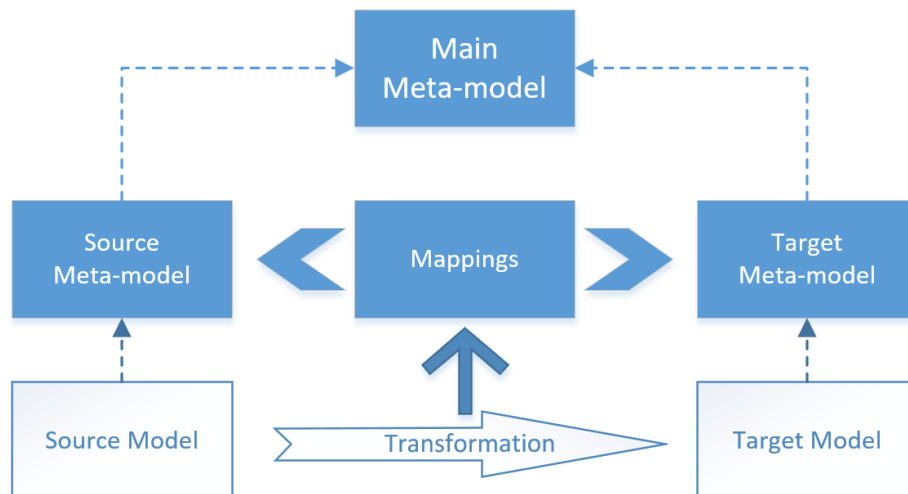 Main
Meta-model
Source
Meta-model
Mappings
Target
Meta-model
Source Model
Transformation
Target Model